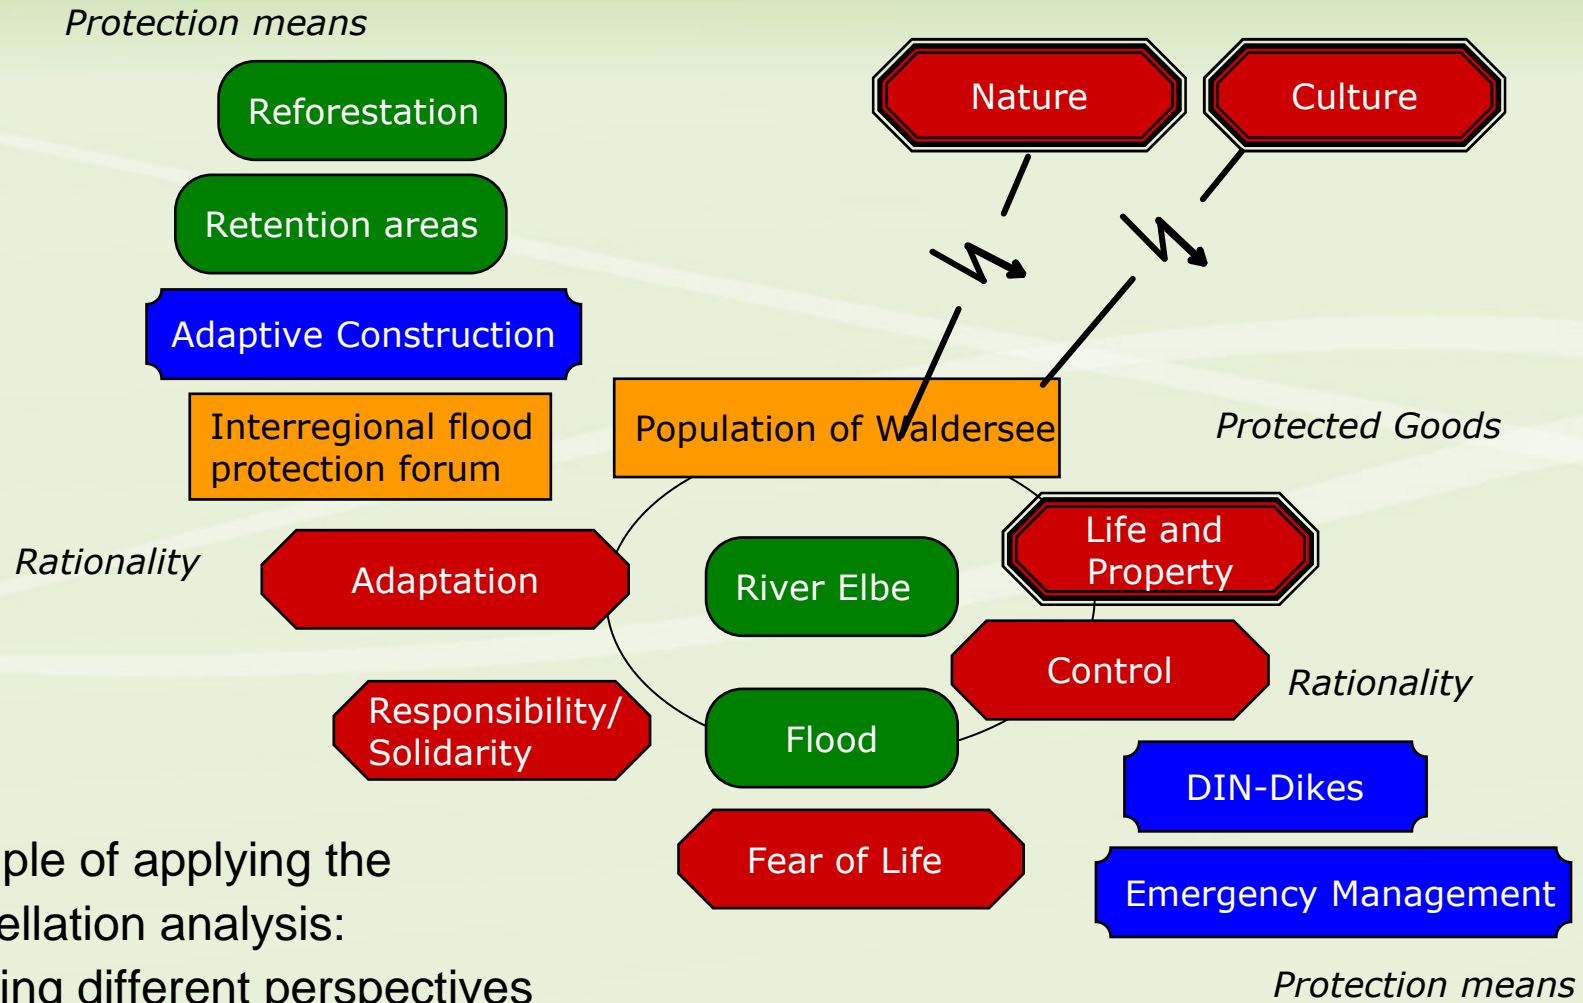 Protection means
Reforestation
Retention areas
Adaptive Construction
Interregional flood
protection forum
Nature
Culture
Population of Waldersee
Protected Goods
Rationality
Adaptation
River Elbe
Life and
Property
Control
Rationality
Responsibility/
Solidarity
Flood
Fear of Life
DIN-Dikes
Emergency Management
Protection means
ple of applying the
ellation analysis:
ing different perspectives